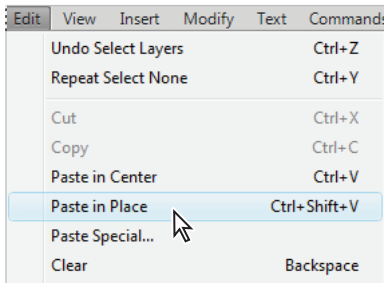 Edit View Insert Modify Text Commands
Undo Select Layers Ctrl+Z
Repeat Select None Ctrl+Y
Cut Ctrl+X
Copy Ctrl+C
Paste in Center Ctrl+V
Paste in Place Ctrl+Shift+V
Paste Special...
Clear Backspace